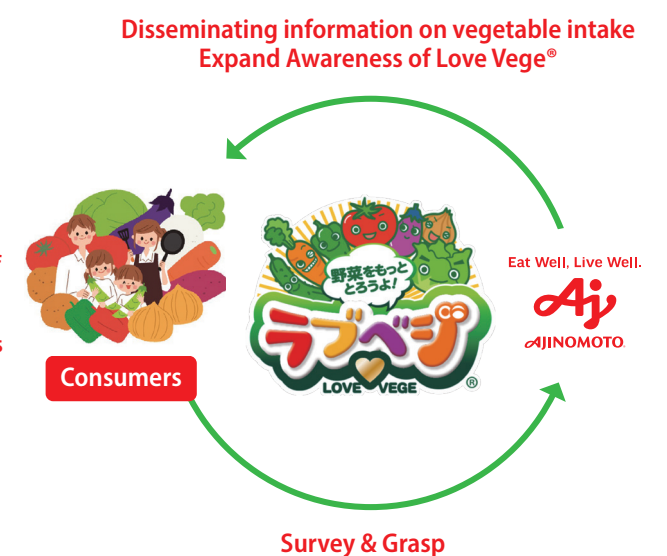 Disseminating information on vegetable intake
Expand Awareness of Love Vege®
野菜をもっと
とろうよ!
ラブベジ
LOVE VEGE
®
Eat Well, Live Well.
Aj
AJINOMOTO
Consumers
Survey & Grasp